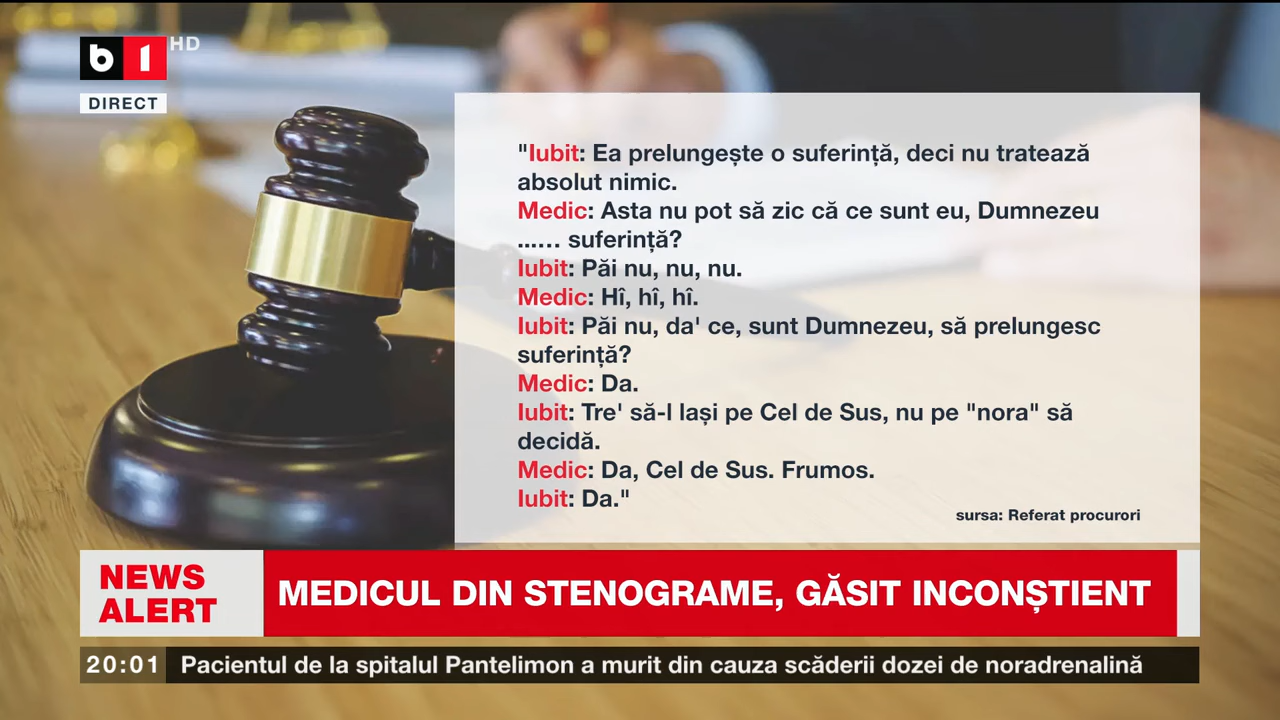 b1 HD
DIRECT
"Iubit: Ea prelungește o suferință, deci nu tratează
absolut nimic.
Medic: Asta nu pot să zic că ce sunt eu, Dumnezeu
...… suferință?
Iubit: Păi nu, nu, nu.
Medic: Hî, hî, hî.
Iubit: Păi nu, da' ce, sunt Dumnezeu, să prelungesc
suferință?
Medic: Da.
Iubit: Tre' să-l lași pe Cel de Sus, nu pe "nora" să
decidă.
Medic: Da, Cel de Sus. Frumos.
Iubit: Da."
sursa: Referat procurori
NEWS
ALERT
MEDICUL DIN STENOGRAME, GĂSIT INCONȘTIENT
20:01 Pacientul de la spitalul Pantelimon a murit din cauza scăderii dozei de noradrenalină